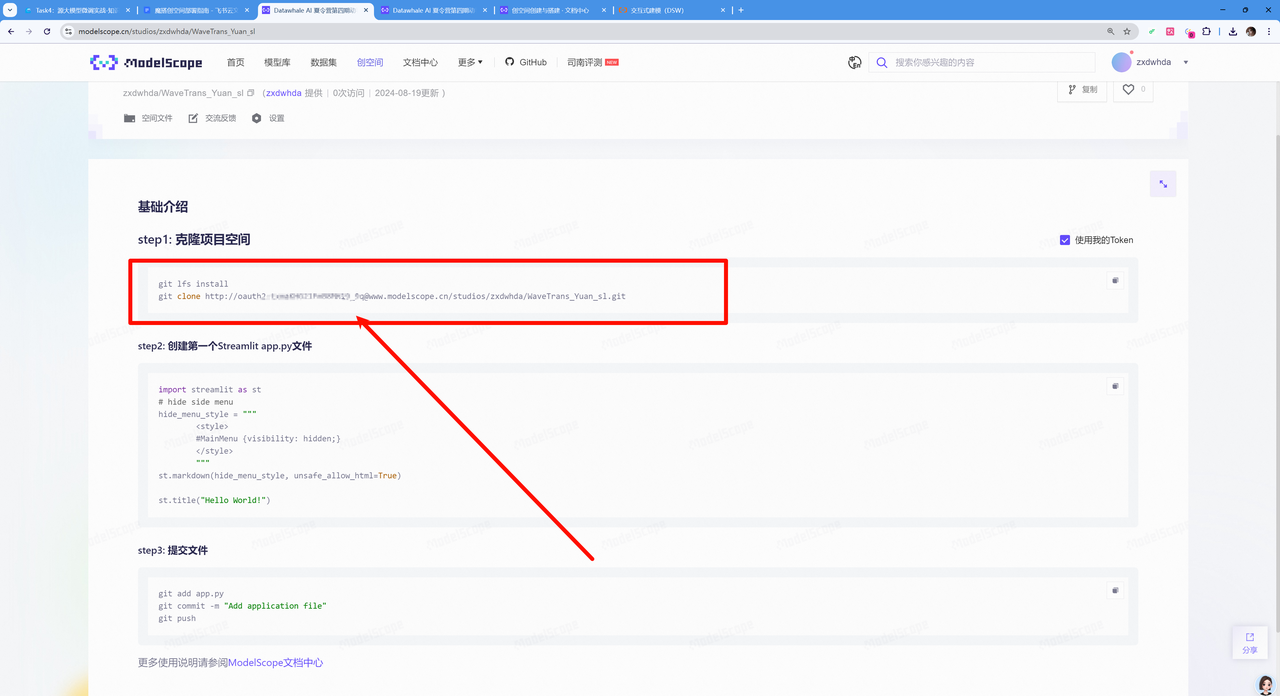 Task4：源大模型微调实战-知识
魔搭创空间部署指南 - 飞书云文
Datawhale AI 夏令营第四期动
Datawhale AI 夏令营第四期动
创空间创建与搭建 · 文档中心
交互式建模（DSW）
modelscope.cn/studios/zxdwhda/WaveTrans_Yuan_sl
ModelScope
首页
模型库
数据集
创空间
文档中心
更多
GitHub
司南评测
NEW
搜索你感兴趣的内容
zxdwhda
zxdwhda/WaveTrans_Yuan_sl （zxdwhda 提供 | 0次访问 | 2024-08-19更新 ）
复制
0
空间文件
交流反馈
设置
基础介绍
step1: 克隆项目空间
使用我的Token
git lfs install
git clone http://oauth2:@www.modelscope.cn/studios/zxdwhda/WaveTrans_Yuan_sl.git
step2: 创建第一个Streamlit app.py文件
import streamlit as st
# hide side menu
hide_menu_style = """
<style>
#MainMenu {visibility: hidden;}
</style>
"""
st.markdown(hide_menu_style, unsafe_allow_html=True)
st.title("Hello World!")
step3: 提交文件
git add app.py
git commit -m "Add application file"
git push
更多使用说明请参阅ModelScope文档中心
分享